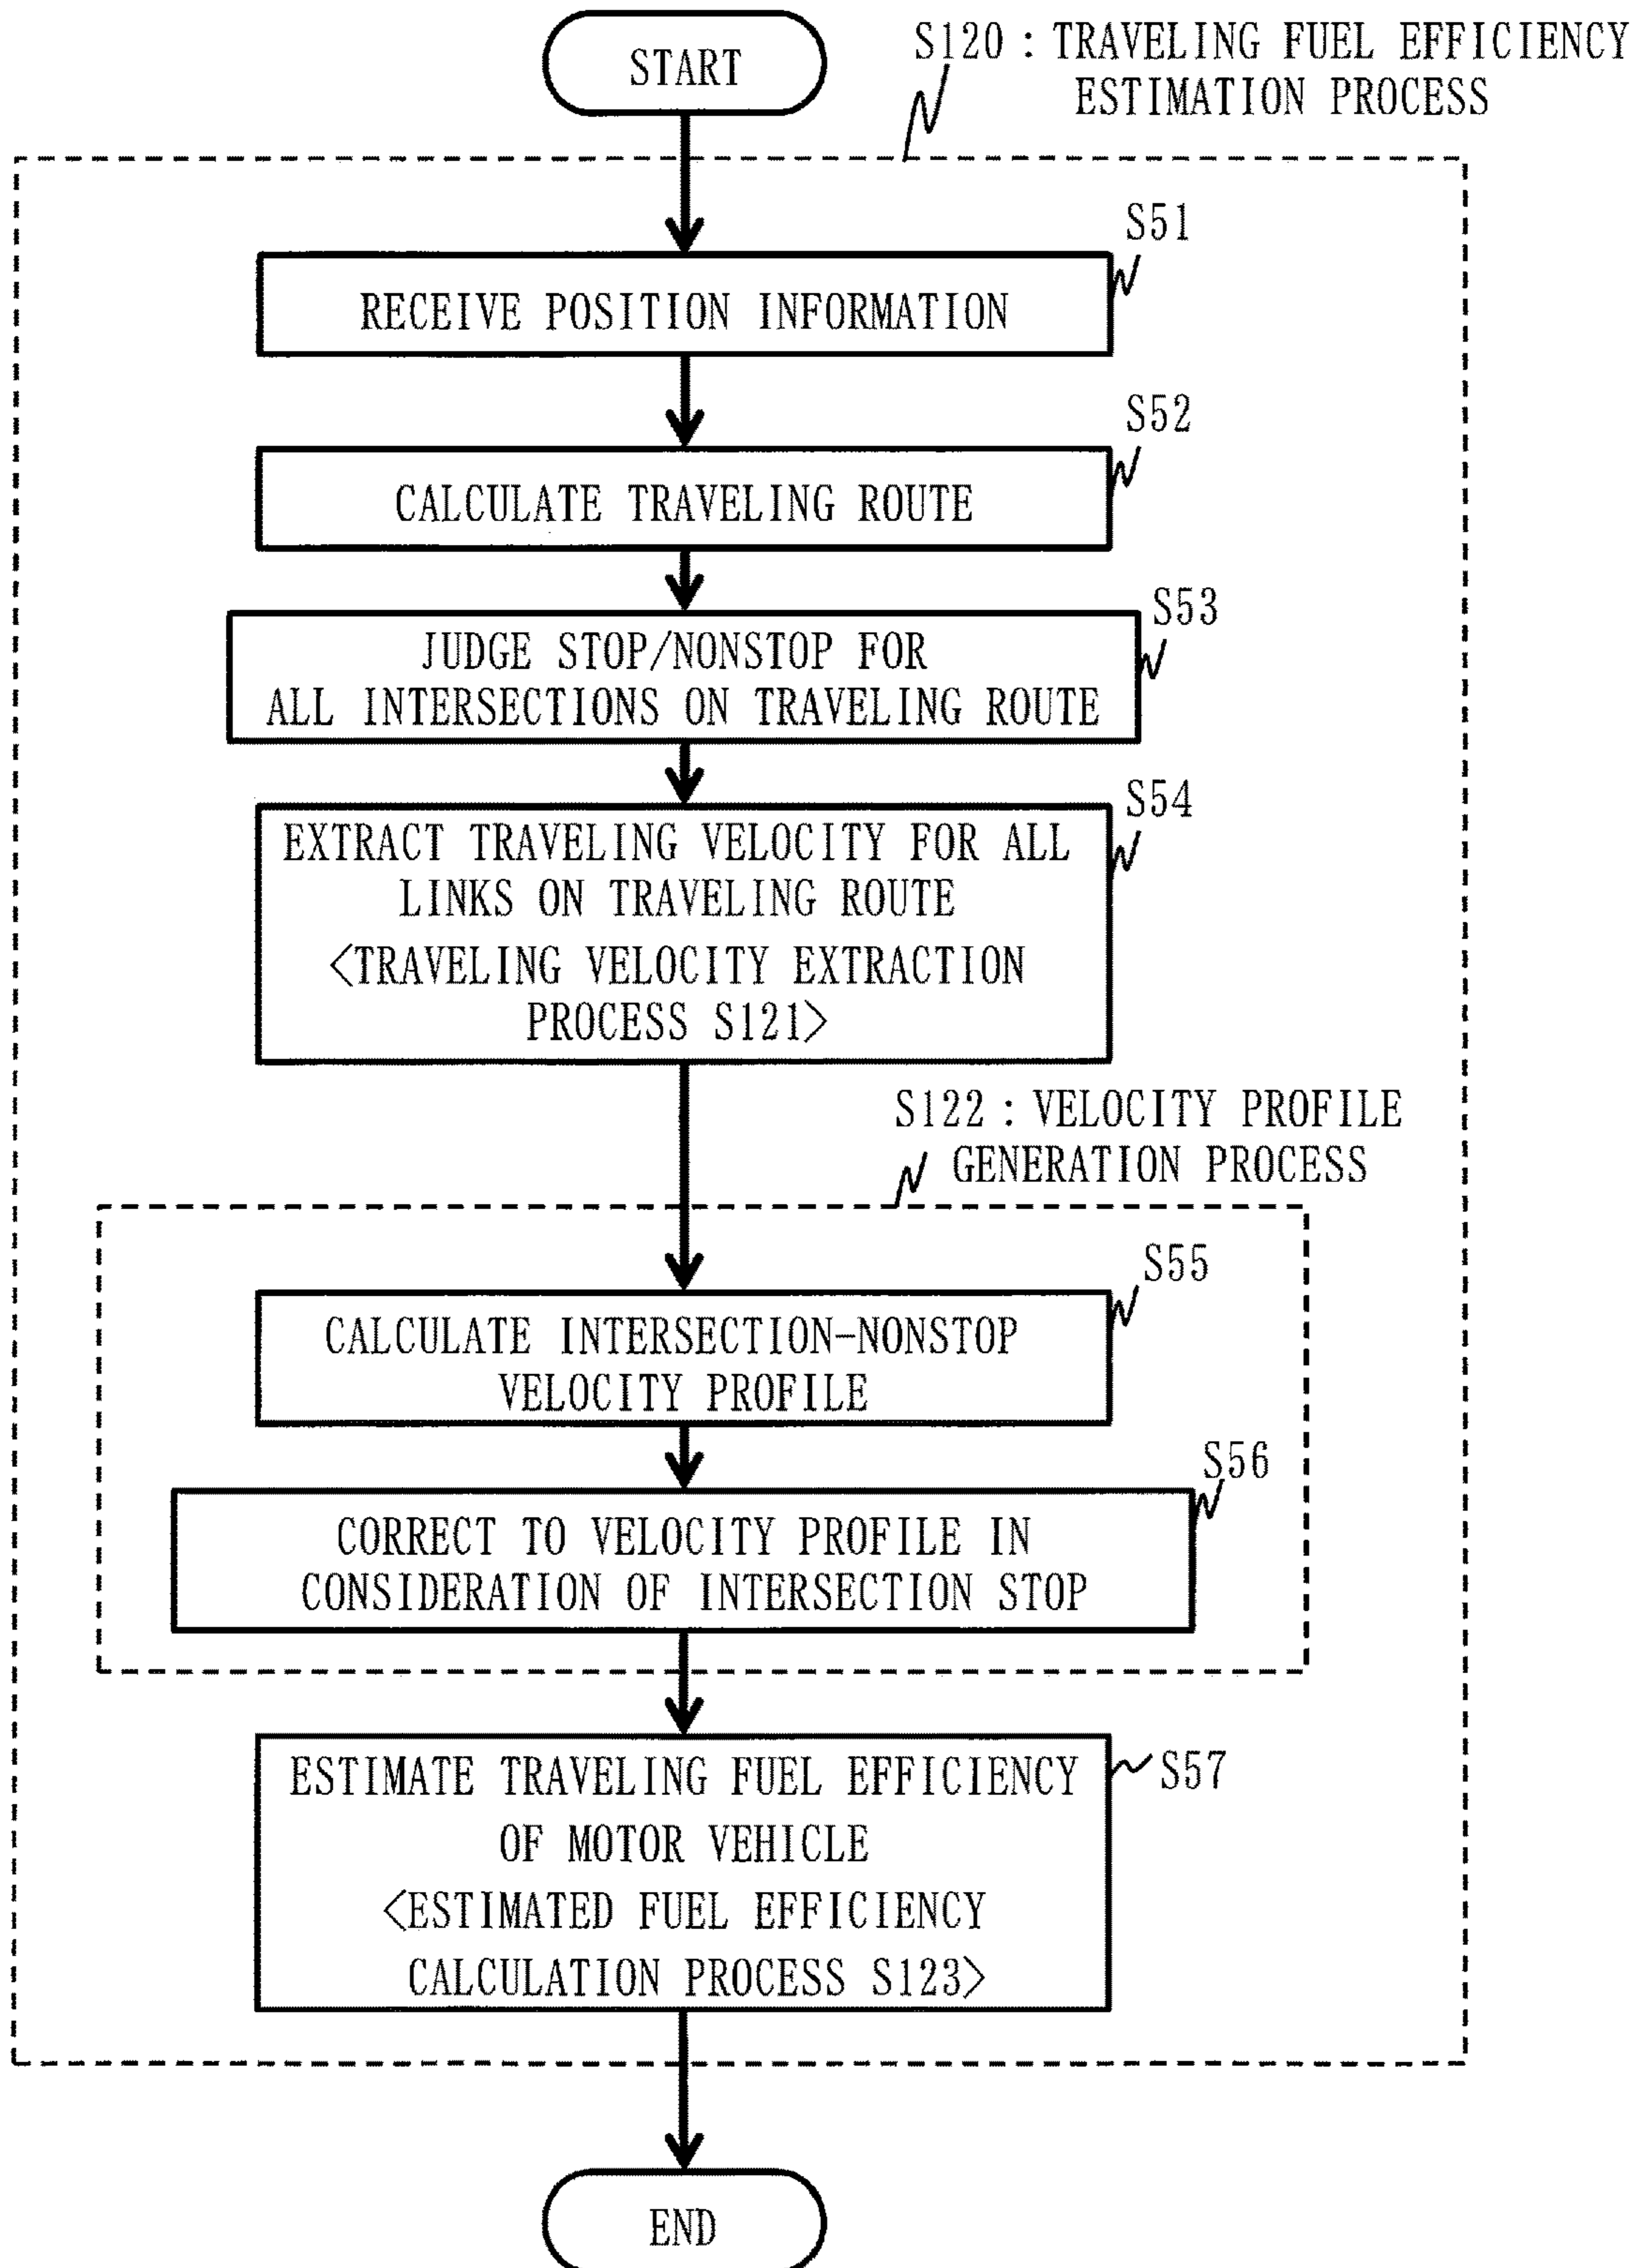 START
S120 : TRAVELING FUEL EFFICIENCY
ESTIMATION PROCESS
S51
RECEIVE POSITION INFORMATION
S52
CALCULATE TRAVELING ROUTE
S53
JUDGE STOP/NONSTOP FOR
ALL INTERSECTIONS ON TRAVELING ROUTE
S54
EXTRACT TRAVELING VELOCITY FOR ALL
LINKS ON TRAVELING ROUTE
<TRAVELING VELOCITY EXTRACTION
PROCESS S121>
S122 : VELOCITY PROFILE
GENERATION PROCESS
S55
CALCULATE INTERSECTION-NONSTOP
VELOCITY PROFILE
S56
CORRECT TO VELOCITY PROFILE IN
CONSIDERATION OF INTERSECTION STOP
S57
ESTIMATE TRAVELING FUEL EFFICIENCY
OF MOTOR VEHICLE
<ESTIMATED FUEL EFFICIENCY
CALCULATION PROCESS S123>
END